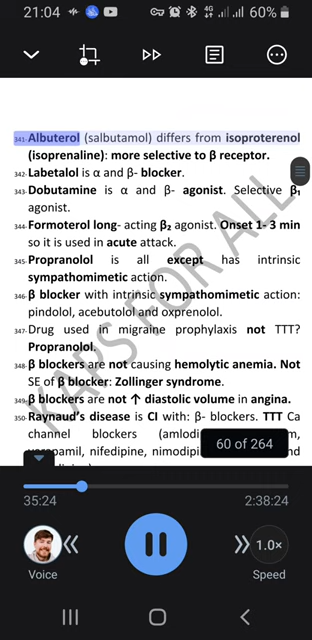 21:04 4G 60%
341- Albuterol (salbutamol) differs from isoproterenol
(isoprenaline): more selective to β receptor.
342- Labetalol is α and β- blocker.
343- Dobutamine is α and β- agonist. Selective β₁
agonist.
344- Formoterol long- acting β₂ agonist. Onset 1- 3 min
so it is used in acute attack.
345- Propranolol is all except has intrinsic
sympathomimetic action.
346- β blocker with intrinsic sympathomimetic action:
pindolol, acebutolol and oxprenolol.
347- Drug used in migraine prophylaxis not TTT?
Propranolol.
348- β blockers are not causing hemolytic anemia. Not
SE of β blocker: Zollinger syndrome.
349- β blockers are not ↑ diastolic volume in angina.
350- Raynaud's disease is CI with: β- blockers. TTT Ca
channel blockers
nifedipine,
KAPS FOR ALL
60 of 264
35:24 2:38:24
1.0×
Voice Speed